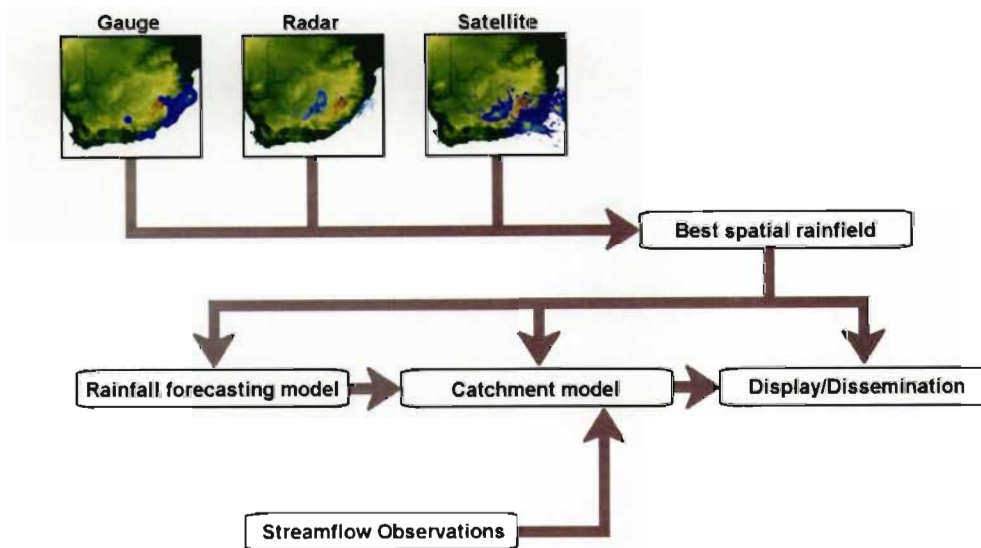 Gauge
Radar
Satellite
Best spatial rainfield
Rainfall forecasting model
Catchment model
Display/Dissemination
Streamflow Observations